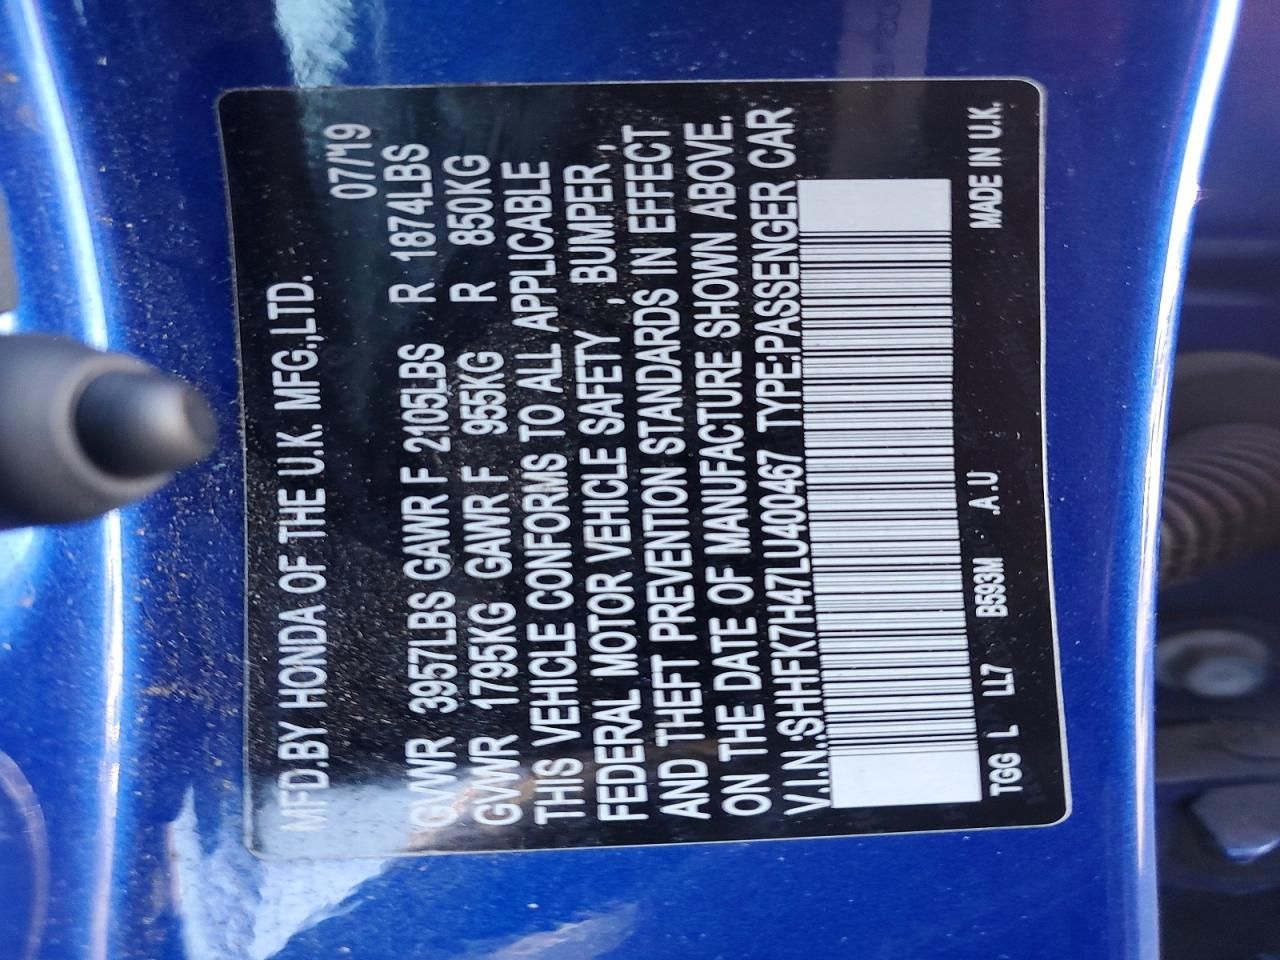 MFD.BY HONDA OF THE U.K. MFG.,LTD.
07/'19
GVWR 3957LBS GAWR F 2105LBS R 1874LBS
GVWR 1795KG GAWR F 955KG R 850KG
THIS VEHICLE CONFORMS TO ALL APPLICABLE
FEDERAL MOTOR VEHICLE SAFETY , BUMPER ,
AND THEFT PREVENTION STANDARDS IN EFFECT
ON THE DATE OF MANUFACTURE SHOWN ABOVE.
V.I.N.SHHFK7H47LU400467 TYPE:PASSENGER CAR
TGG L LL7 B593M .AU MADE IN U.K.